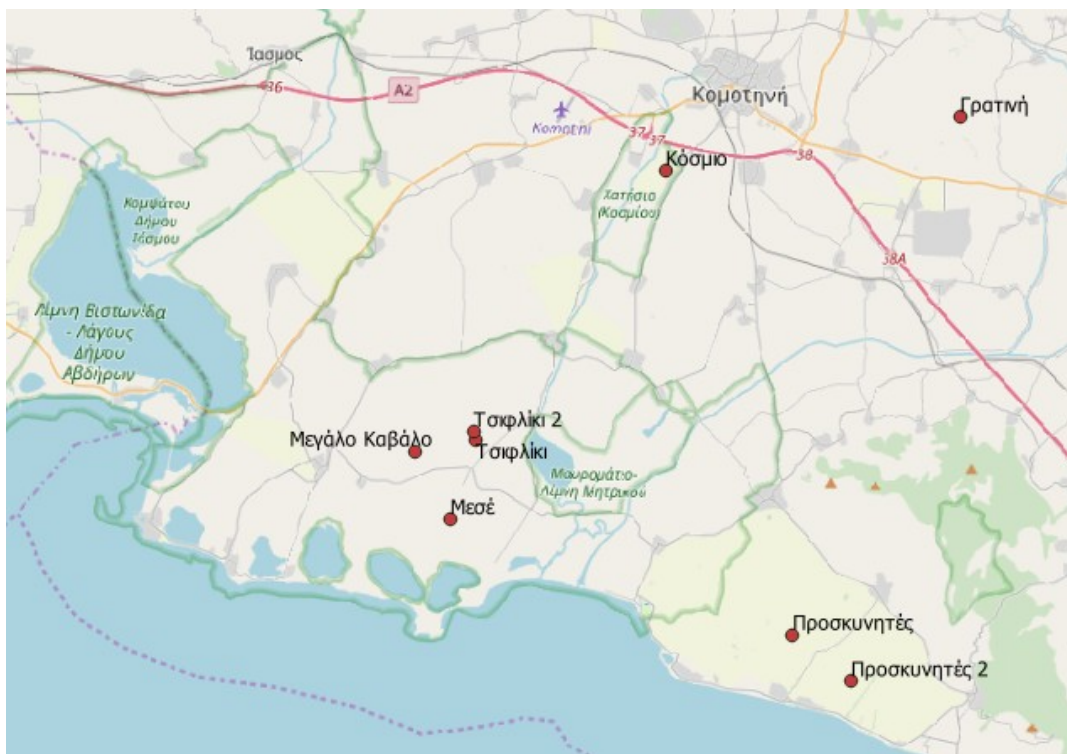 Ίασμος
36
A2
Komotini
Κομοτηνή
Γρατινή
37
37
38
Κόσμιο
Χατήσιο
(Κοσμίου)
Κομψάτου
Δήμου
Ιάσμου
38A
Λίμνη Βιστωνίδα
- Λάγους
Δήμου
Αβδήρων
Τσιφλίκι 2
Μεγάλο Καβάλο
Τσιφλίκι
Μαυρομάτιο-
Λίμνη Μητρικού
Μεσέ
Προσκυνητές
Προσκυνητές 2